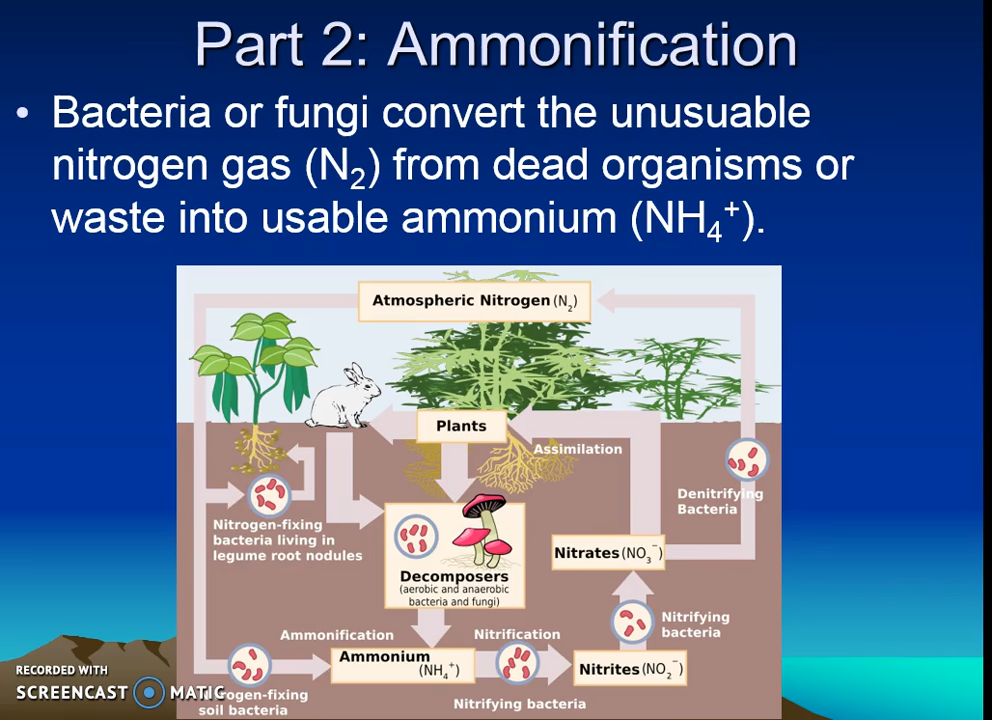 Part 2: Ammonification
• Bacteria or fungi convert the unusuable
nitrogen gas (N₂) from dead organisms or
waste into usable ammonium (NH₄⁺).
Atmospheric Nitrogen (N₂)
Plants
Assimilation
Denitrifying
Bacteria
Nitrogen-fixing
bacteria living in
legume root nodules
Nitrates (NO₃⁻)
Decomposers
(aerobic and anaerobic
bacteria and fungi)
Nitrifying
bacteria
Ammonification
Nitrification
Ammonium
(NH₄⁺)
Nitrites (NO₂⁻)
Nitrogen-fixing
soil bacteria
Nitrifying bacteria
RECORDED WITH
SCREENCAST MATIC